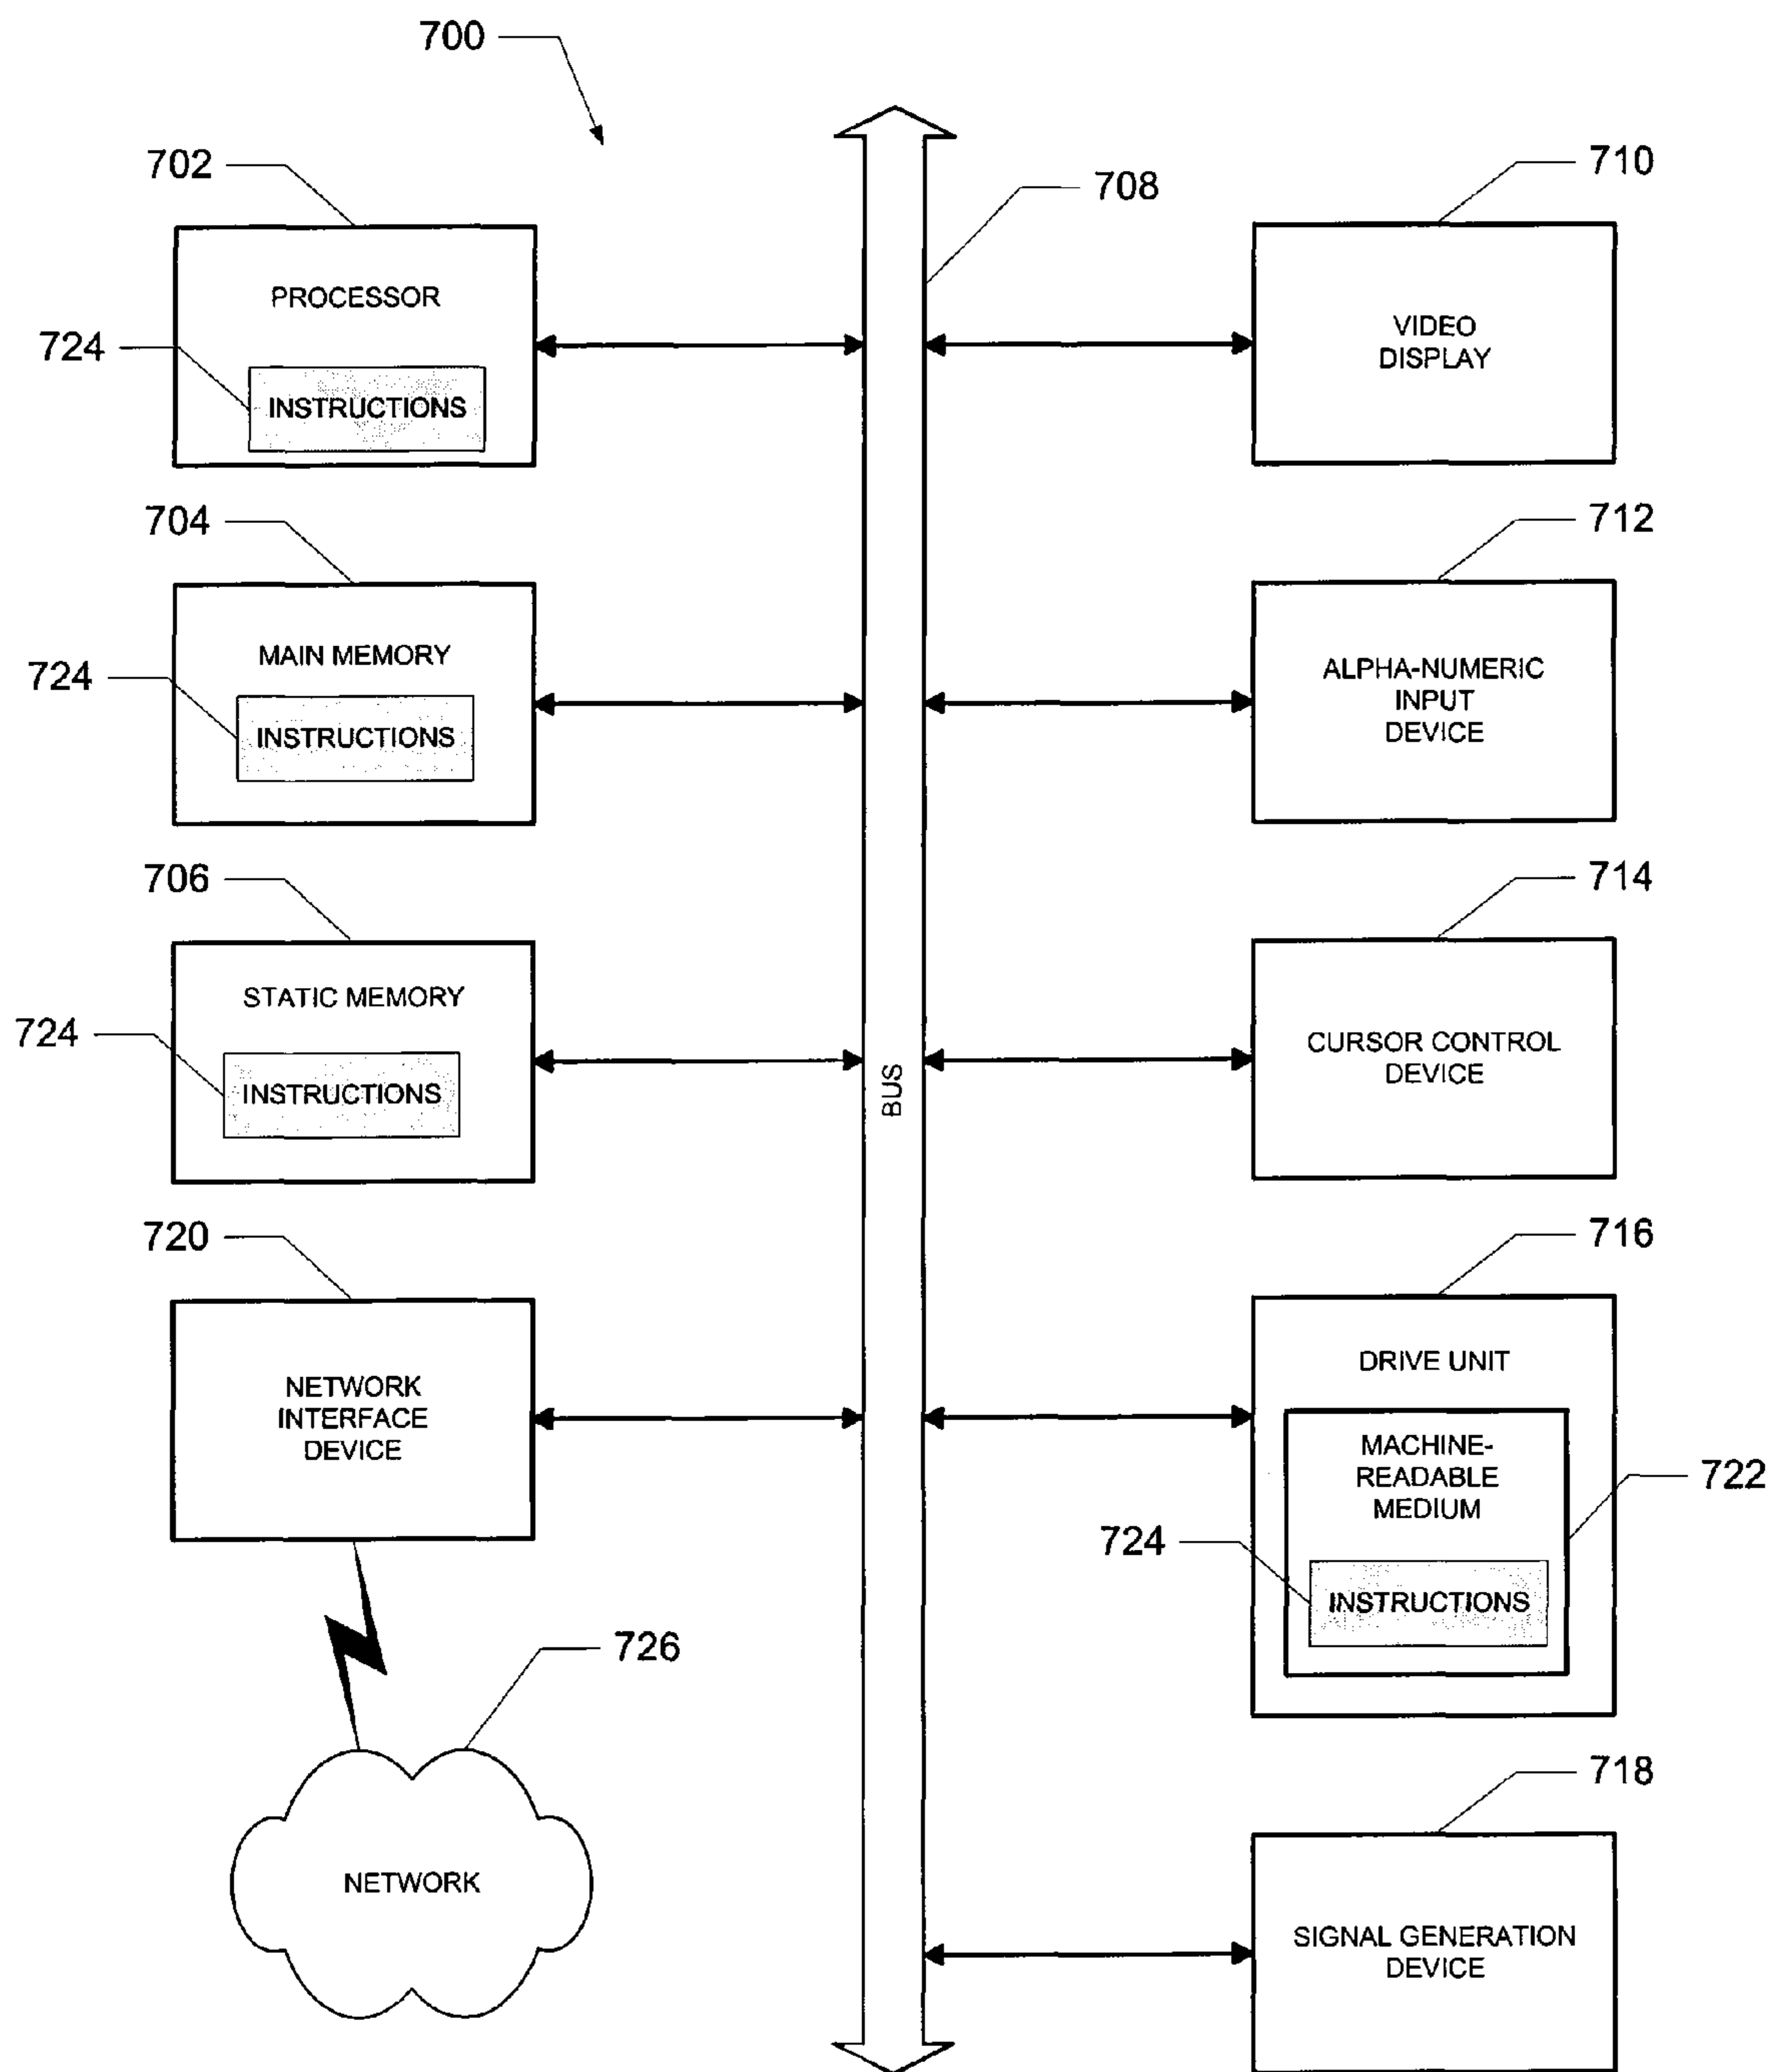 700
702
PROCESSOR
724
INSTRUCTIONS
704
MAIN MEMORY
724
INSTRUCTIONS
706
STATIC MEMORY
724
INSTRUCTIONS
720
NETWORK
INTERFACE
DEVICE
726
NETWORK
708
BUS
710
VIDEO
DISPLAY
712
ALPHA-NUMERIC
INPUT
DEVICE
714
CURSOR CONTROL
DEVICE
716
DRIVE UNIT
MACHINE-
READABLE
MEDIUM
722
724
INSTRUCTIONS
718
SIGNAL GENERATION
DEVICE